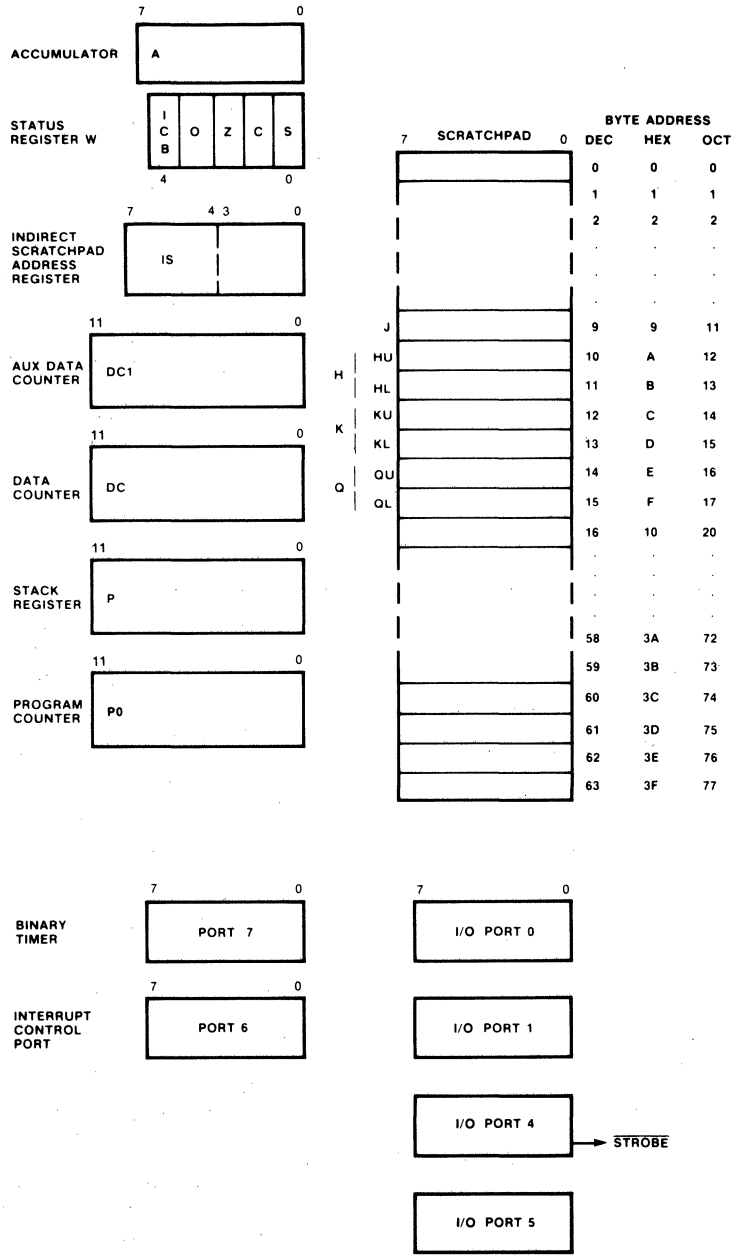 7 0
ACCUMULATOR
A
STATUS
REGISTER W
I
C
B
O
Z
C
S
4 0
7 4 3 0
INDIRECT
SCRATCHPAD
ADDRESS
REGISTER
IS
11 0
AUX DATA
COUNTER
DC1
11 0
DATA
COUNTER
DC
11 0
STACK
REGISTER
P
11 0
PROGRAM
COUNTER
P0
BYTE ADDRESS
7 SCRATCHPAD 0 DEC HEX OCT
0 0 0
1 1 1
2 2 2
. . .
. . .
. . .
J 9 9 11
H
HU 10 A 12
HL 11 B 13
K
KU 12 C 14
KL 13 D 15
Q
QU 14 E 16
QL 15 F 17
16 10 20
. . .
. . .
. . .
58 3A 72
59 3B 73
60 3C 74
61 3D 75
62 3E 76
63 3F 77
7 0
BINARY
TIMER
PORT 7
7 0
INTERRUPT
CONTROL
PORT
PORT 6
7 0
I/O PORT 0
I/O PORT 1
I/O PORT 4
STROBE
I/O PORT 5